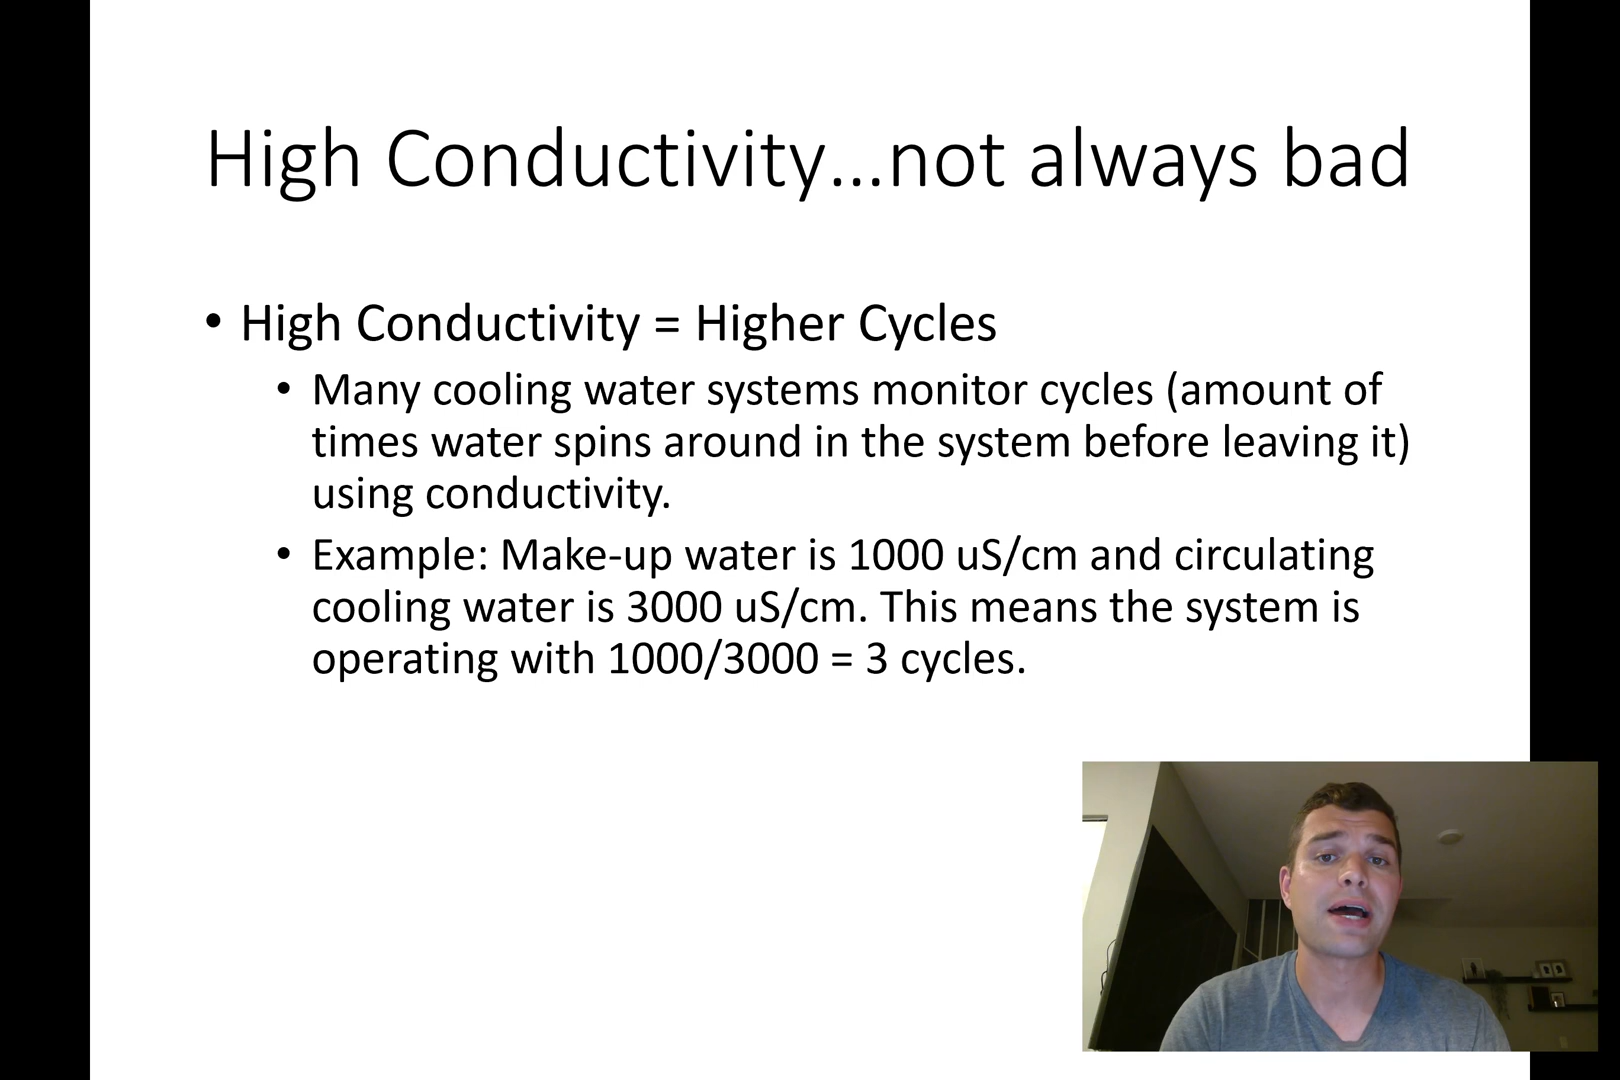 High Conductivity...not always bad
• High Conductivity = Higher Cycles
• Many cooling water systems monitor cycles (amount of
times water spins around in the system before leaving it)
using conductivity.
• Example: Make-up water is 1000 uS/cm and circulating
cooling water is 3000 uS/cm. This means the system is
operating with 1000/3000 = 3 cycles.